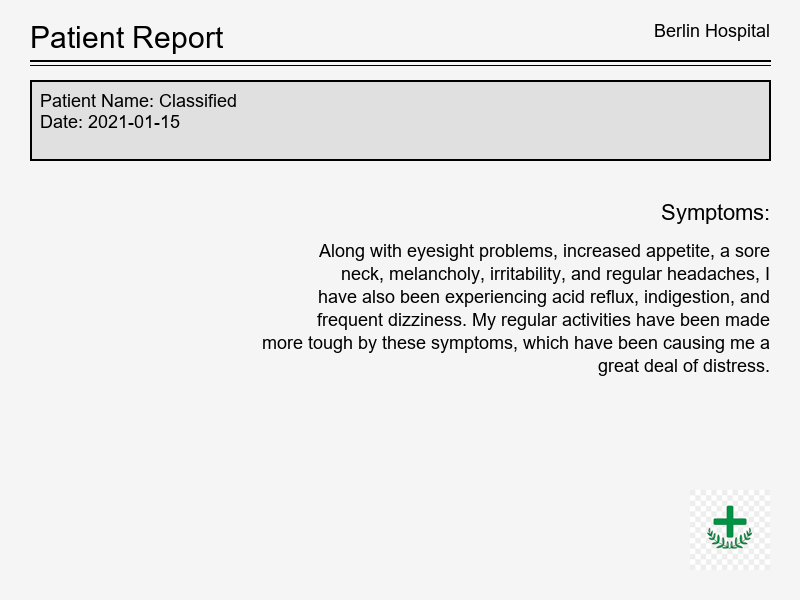 Patient Report
Berlin Hospital
Patient Name: Classified
Date: 2021-01-15
Symptoms:
Along with eyesight problems, increased appetite, a sore
neck, melancholy, irritability, and regular headaches, I
have also been experiencing acid reflux, indigestion, and
frequent dizziness. My regular activities have been made
more tough by these symptoms, which have been causing me a
great deal of distress.